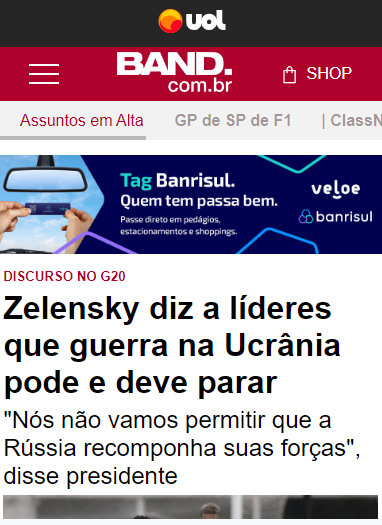 UOL
BAND.
com.br
SHOP
Assuntos em Alta
GP de SP de F1
| ClassN
Tag Banrisul.
Quem tem passa bem.
Passe direto em pedágios,
estacionamentos e shoppings.
veloe
banrisul
DISCURSO NO G20
Zelensky diz a líderes
que guerra na Ucrânia
pode e deve parar
"Nós não vamos permitir que a
Rússia recomponha suas forças",
disse presidente